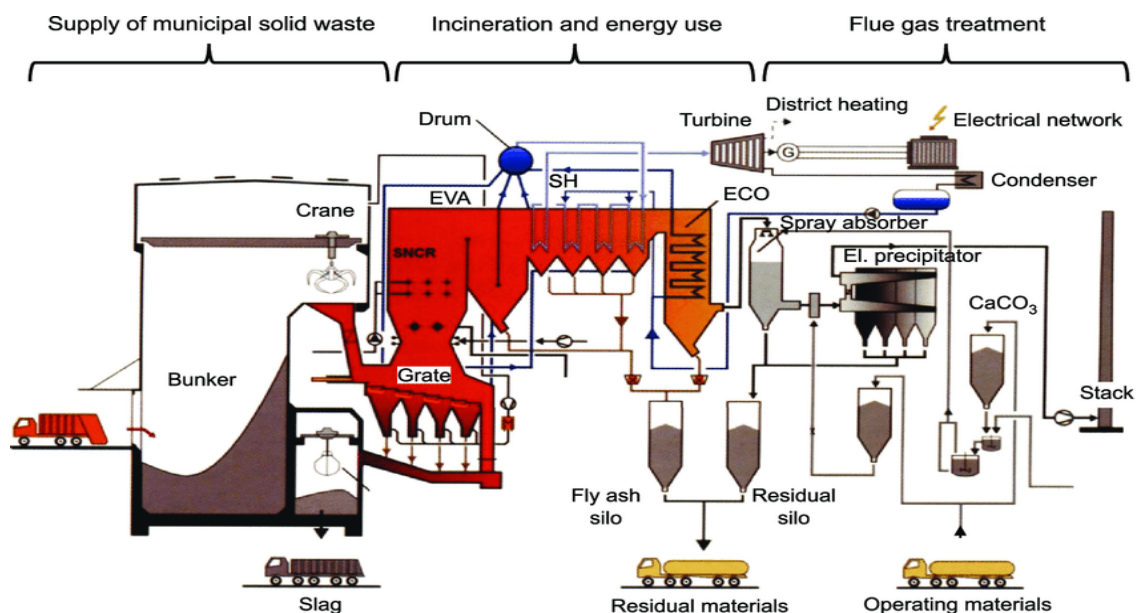 Supply of municipal solid waste
Incineration and energy use
Flue gas treatment
District heating
Drum
Turbine
Electrical network
G
SH
EVA
ECO
Condenser
Crane
Spray absorber
SNCR
El. precipitator
CaCO3
Bunker
Grate
Stack
M
Fly ash
silo
Residual
silo
Slag
Residual materials
Operating materials